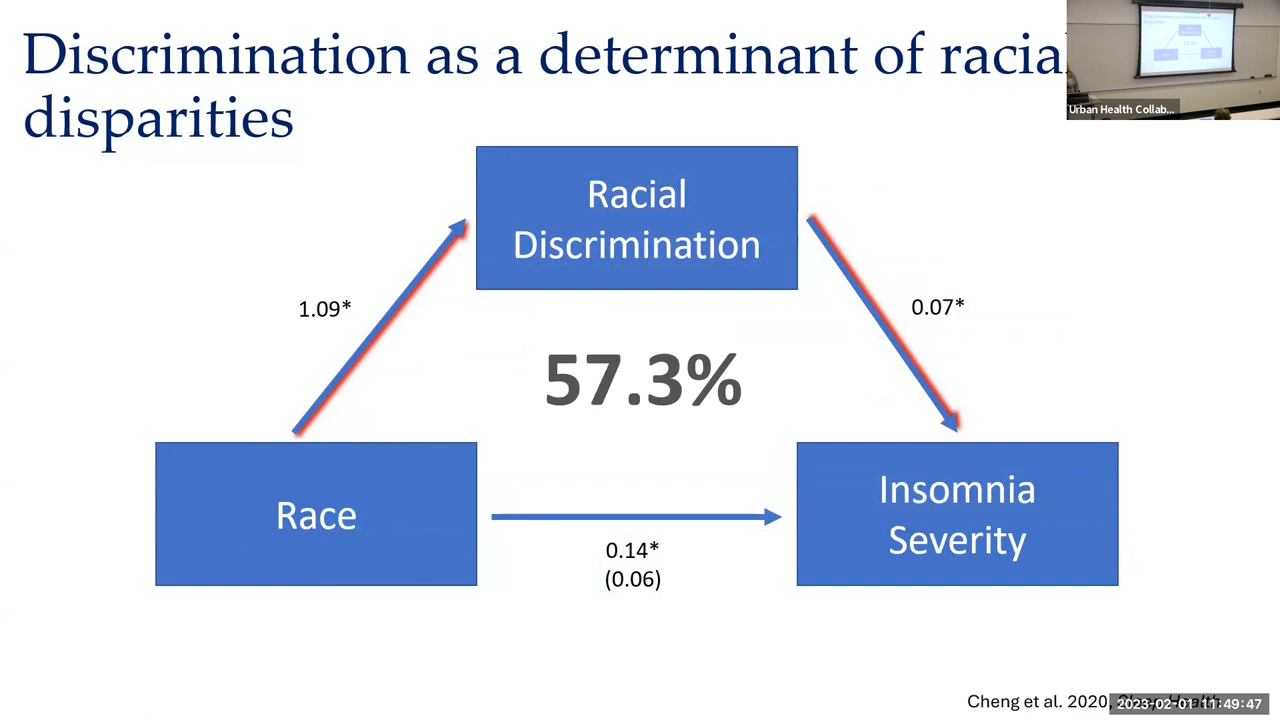 Discrimination as a determinant of racia
disparities
Urban Health Collab...
Racial
Discrimination
1.09*
0.07*
57.3%
Race
Insomnia
Severity
0.14*
(0.06)
Cheng et al. 2020,
2023-02-01 11:49:47